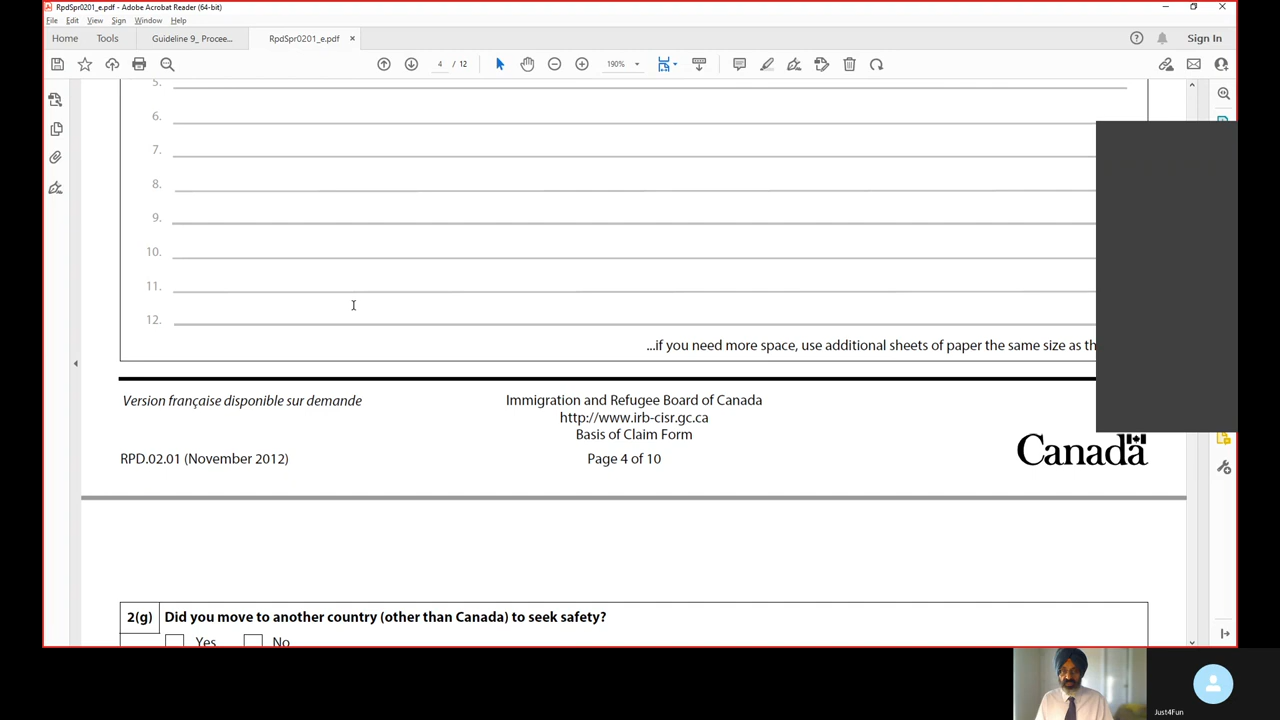 RpdSpr0201_e.pdf - Adobe Acrobat Reader (64-bit)
File Edit View Sign Window Help
Home Tools Guideline 9_ Procee... RpdSpr0201_e.pdf × Sign In
4 / 12 190%
5.
6.
7.
8.
9.
10.
11.
12.
...if you need more space, use additional sheets of paper the same size as th
Version française disponible sur demande
Immigration and Refugee Board of Canada
http://www.irb-cisr.gc.ca
Basis of Claim Form
RPD.02.01 (November 2012)
Page 4 of 10
Canada
2(g) Did you move to another country (other than Canada) to seek safety?
Yes No
Just4Fun